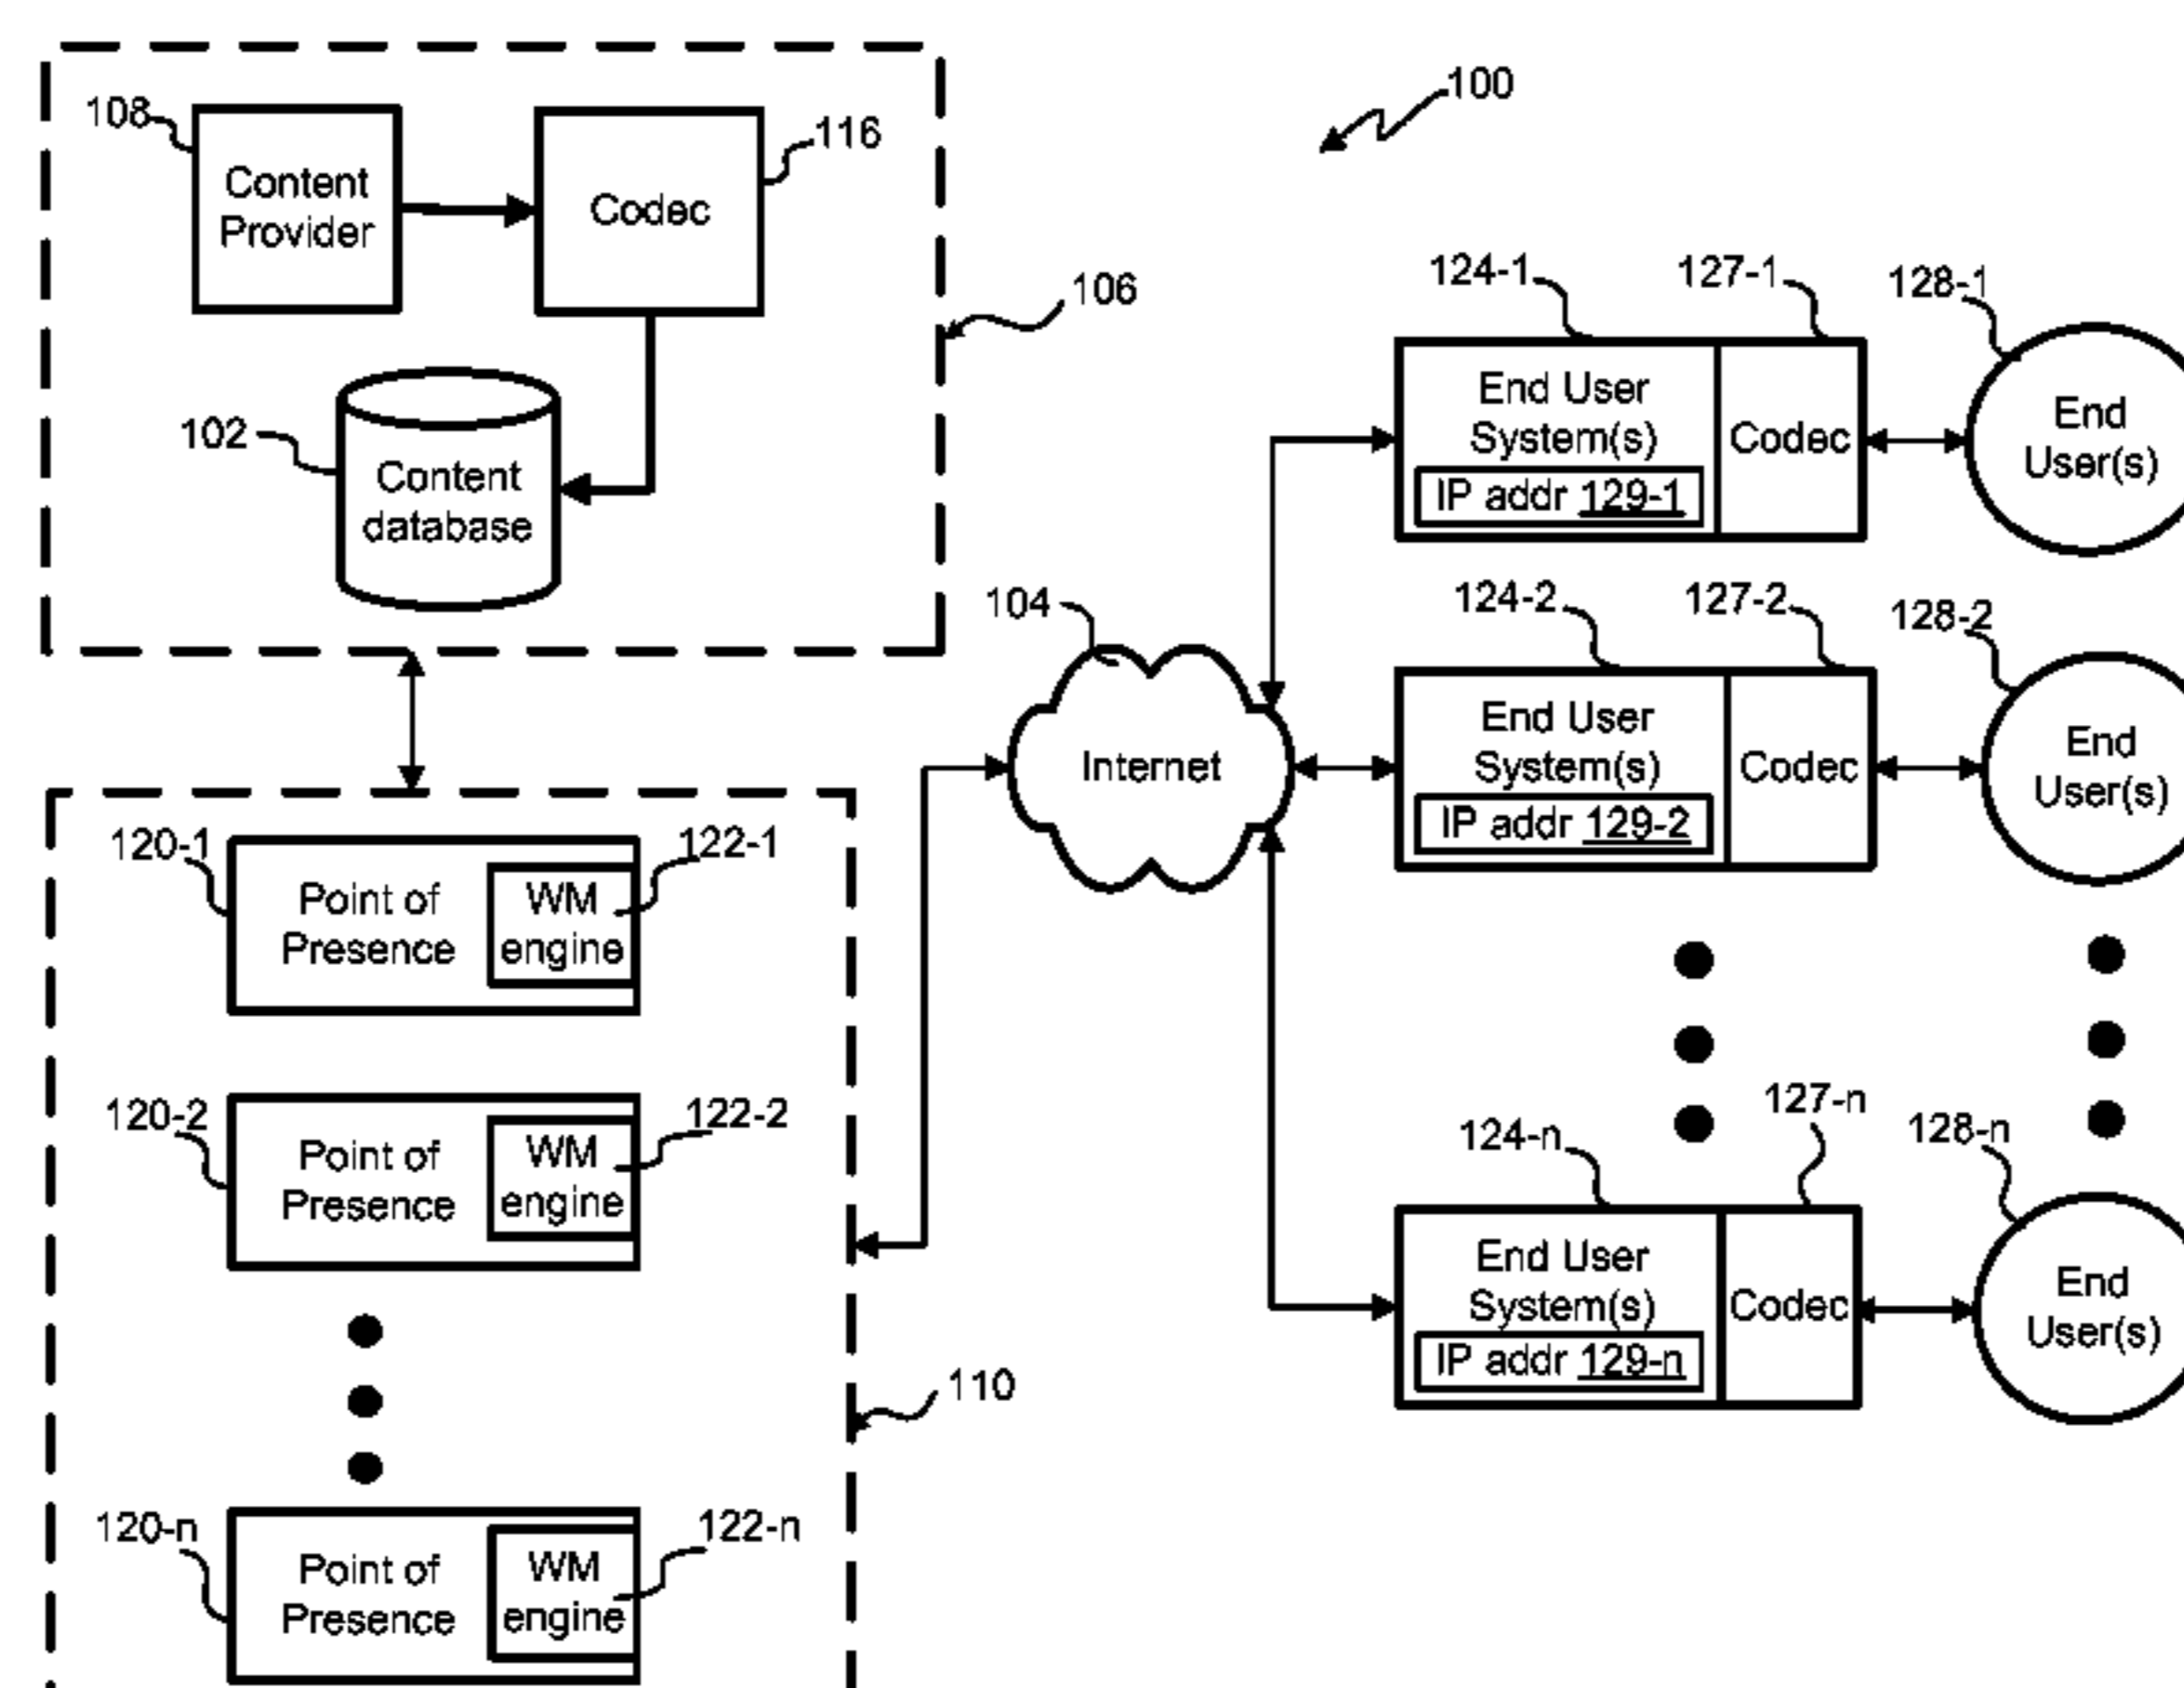 100
108
Content
Provider
116
Codec
106
102
Content
database
104
Internet
124-1
127-1
128-1
End User
System(s)
IP addr 129-1
Codec
End
User(s)
124-2
127-2
128-2
End User
System(s)
IP addr 129-2
Codec
End
User(s)
124-n
127-n
128-n
End User
System(s)
IP addr 129-n
Codec
End
User(s)
120-1
Point of
Presence
122-1
WM
engine
120-2
Point of
Presence
122-2
WM
engine
110
120-n
Point of
Presence
122-n
WM
engine